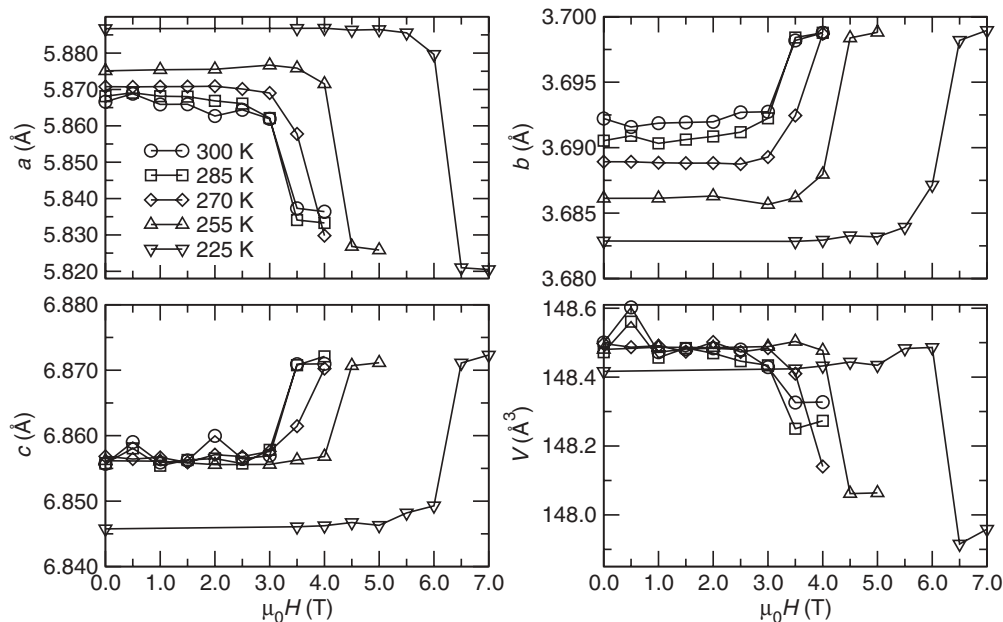 5.880
5.870
5.860
5.850
5.840
5.830
5.820
a (Å)
300 K
285 K
270 K
255 K
225 K
3.700
3.695
3.690
3.685
3.680
b (Å)
6.880
6.870
6.860
6.850
6.840
c (Å)
0.0 1.0 2.0 3.0 4.0 5.0 6.0 7.0
μ0H (T)
148.6
148.4
148.2
148.0
V (Å³)
0.0 1.0 2.0 3.0 4.0 5.0 6.0 7.0
μ0H (T)